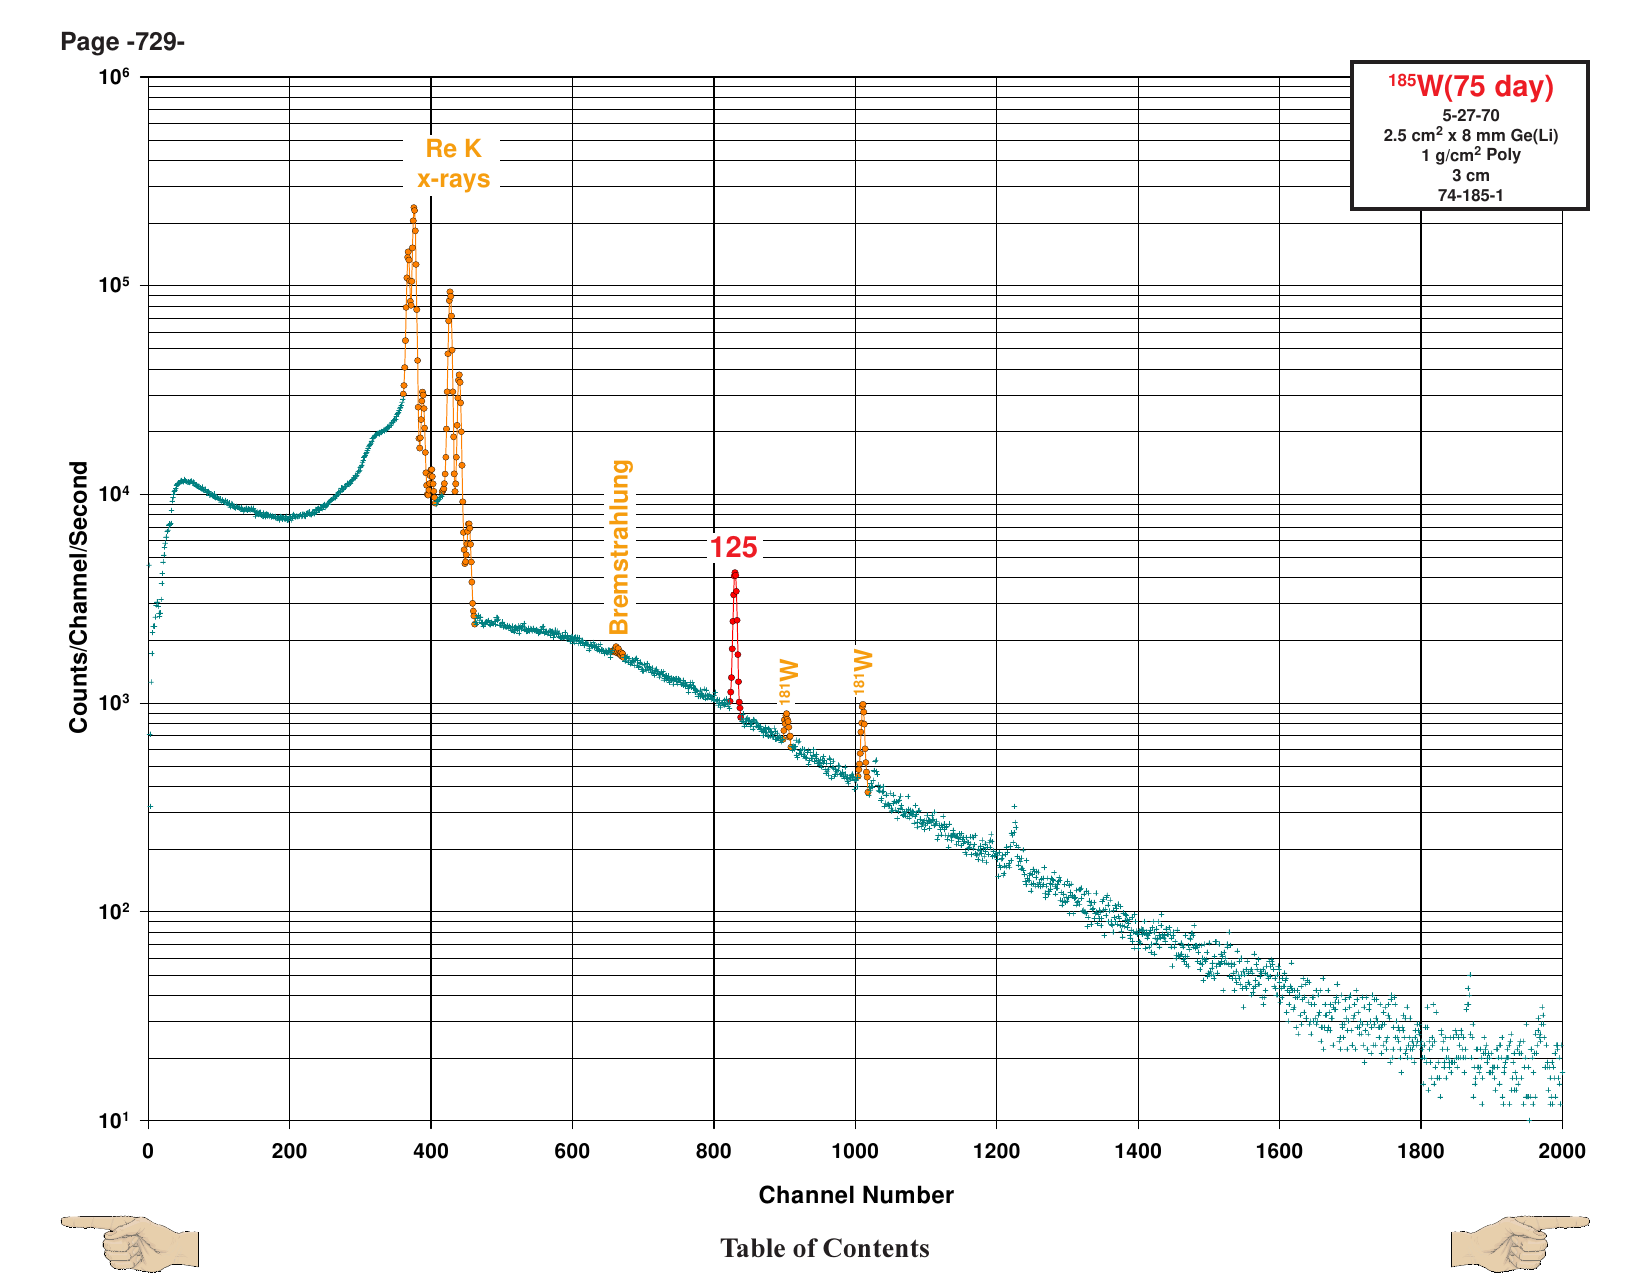 Page -729-
¹⁸⁵W(75 day)
5-27-70
2.5 cm² x 8 mm Ge(Li)
1 g/cm² Poly
3 cm
74-185-1
Re K
x-rays
Bremstrahlung
125
¹⁸¹W
¹⁸¹W
Counts/Channel/Second
10⁶
10⁵
10⁴
10³
10²
10¹
0 200 400 600 800 1000 1200 1400 1600 1800 2000
Channel Number
Table of Contents